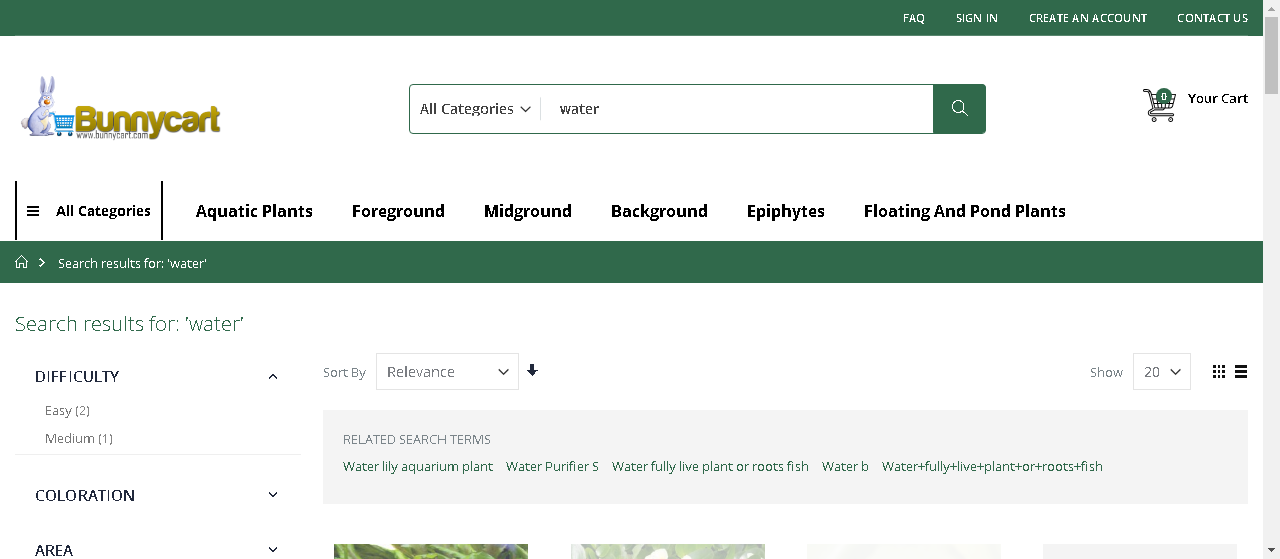 FAQ SIGN IN CREATE AN ACCOUNT CONTACT US
Bunnycart
www.bunnycart.com
All Categories water
0 Your Cart
All Categories Aquatic Plants Foreground Midground Background Epiphytes Floating And Pond Plants
Search results for: 'water'
Search results for: 'water'
DIFFICULTY
Easy (2)
Medium (1)
COLORATION
AREA
Sort By Relevance Show 20
RELATED SEARCH TERMS
Water lily aquarium plant Water Purifier S Water fully live plant or roots fish Water b Water+fully+live+plant+or+roots+fish